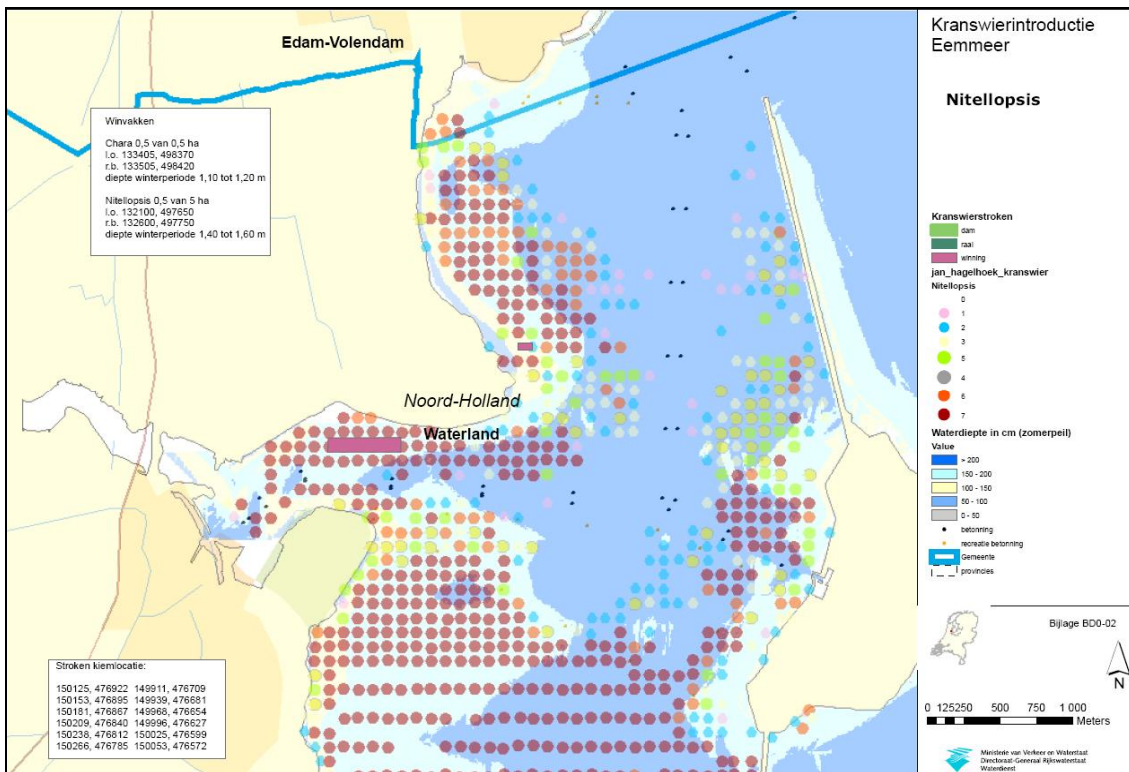 Kranswierintroductie
Eemmeer
Nitellopsis
Edam-Volendam
Winvakken
Chara 0,5 van 0,5 ha
l.o. 133405, 498370
r.b. 133505, 498420
diepte winterperiode 1,10 tot 1,20 m
Nitellopsis 0,5 van 5 ha
l.o. 132100, 497650
r.b. 132600, 497750
diepte winterperiode 1,40 tot 1,60 m
Noord-Holland
Waterland
Stroken kiemlocatie:
150125, 476922 149911, 476709
150153, 476895 149939, 476681
150181, 476867 149968, 476654
150209, 476840 149996, 476627
150238, 476812 150025, 476599
150266, 476785 150053, 476572
Kranswierstroken
dam
raai
winning
jan_hagelhoek_kranswier
Nitellopsis
0
1
2
3
5
4
6
7
Waterdiepte in cm (zomerpeil)
Value
> 200
150 - 200
100 - 150
50 - 100
0 - 50
betonning
recreatie betonning
Gemeente
provincies
Bijlage BD0-02
N
0 125250 500 750 1 000
Meters
Ministerie van Verkeer en Waterstaat
Directoraat-Generaal Rijkswaterstaat
Waterdienst